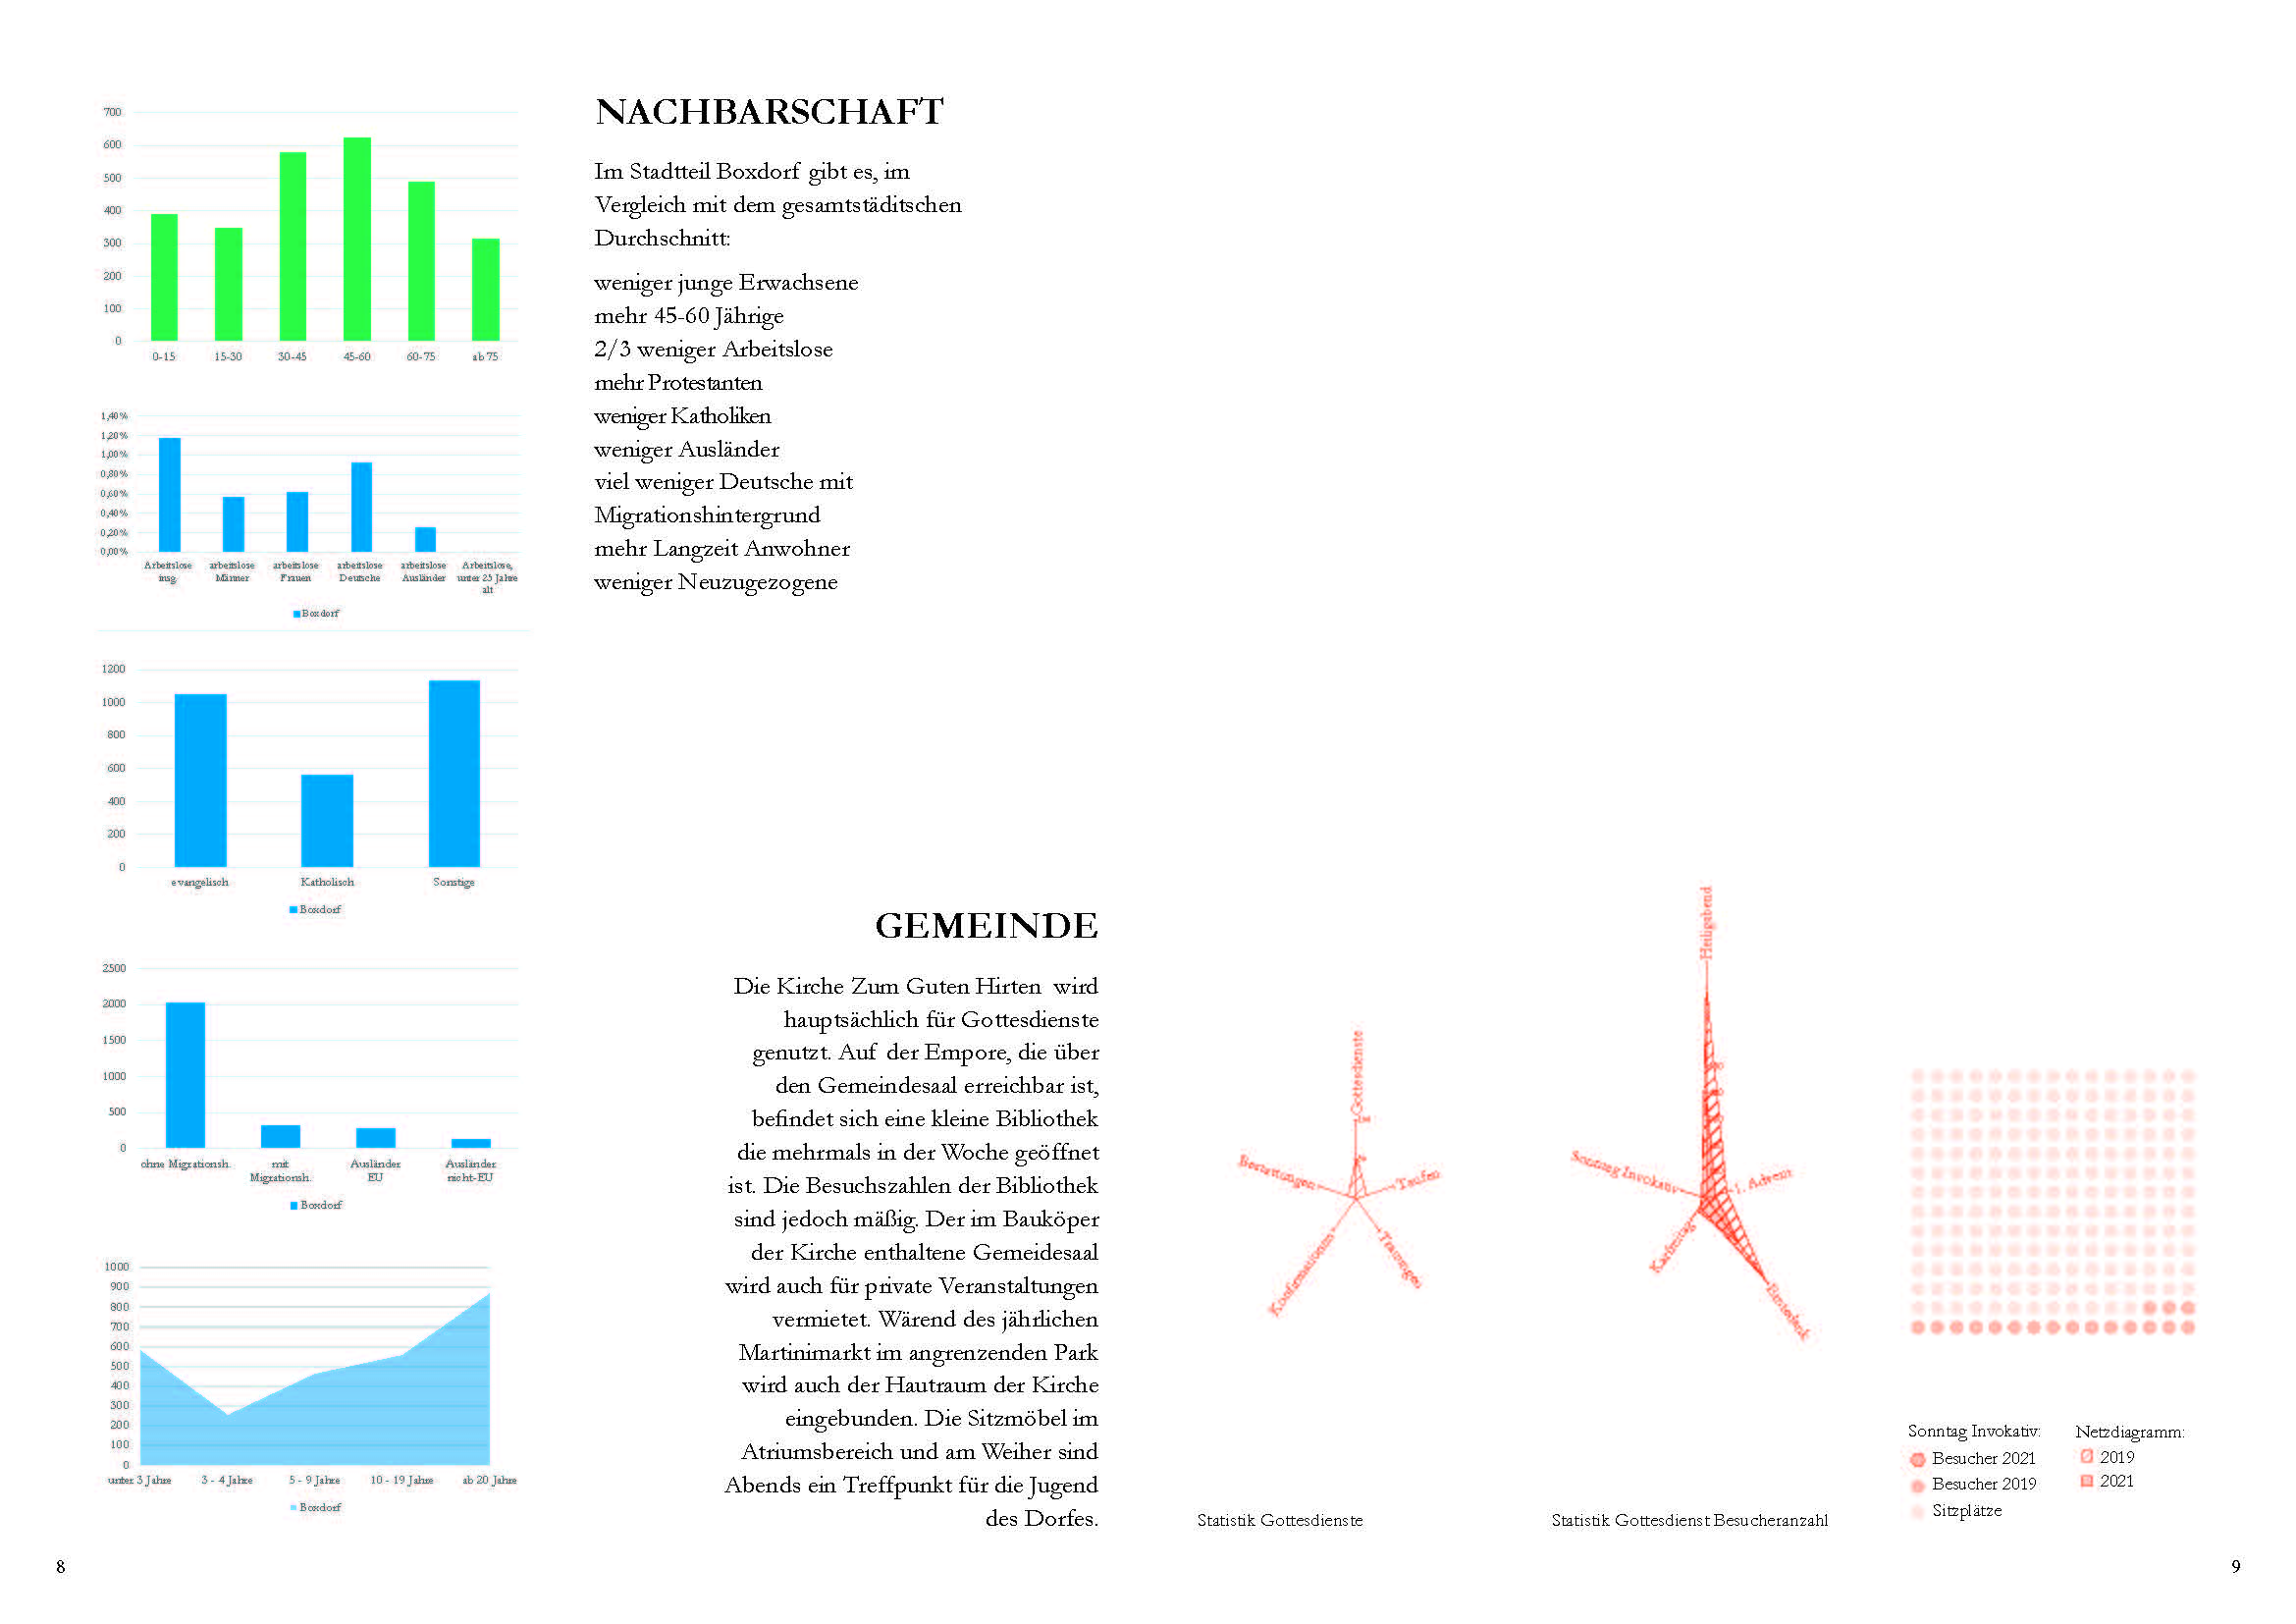 700
600
500
400
300
200
100
0
0-15 15-30 30-45 45-60 60-75 ab 75
1,40%
1,20%
1,00%
0,80%
0,60%
0,40%
0,20%
0,00%
Arbeitslose insg.
arbeitslose Männer
arbeitslose Frauen
arbeitslose Deutsche
arbeitslose Ausländer
Arbeitslose, unter 25 Jahre alt
Boxdorf
1200
1000
800
600
400
200
0
evangelisch Katholisch Sonstige
Boxdorf
2500
2000
1500
1000
500
0
ohne Migrationsh.
mit Migrationsh.
Ausländer EU
Ausländer nicht-EU
Boxdorf
1000
900
800
700
600
500
400
300
200
100
0
unter 3 Jahre 3 - 4 Jahre 5 - 9 Jahre 10 - 19 Jahre ab 20 Jahre
Boxdorf
NACHBARSCHAFT
Im Stadtteil Boxdorf gibt es, im
Vergleich mit dem gesamtstäditschen
Durchschnitt:
weniger junge Erwachsene
mehr 45-60 Jährige
2/3 weniger Arbeitslose
mehr Protestanten
weniger Katholiken
weniger Ausländer
viel weniger Deutsche mit
Migrationshintergrund
mehr Langzeit Anwohner
weniger Neuzugezogene
GEMEINDE
Die Kirche Zum Guten Hirten wird
hauptsächlich für Gottesdienste
genutzt. Auf der Empore, die über
den Gemeindesaal erreichbar ist,
befindet sich eine kleine Bibliothek
die mehrmals in der Woche geöffnet
ist. Die Besuchszahlen der Bibliothek
sind jedoch mäßig. Der im Bauköper
der Kirche enthaltene Gemeidesaal
wird auch für private Veranstaltungen
vermietet. Wärend des jährlichen
Martinimarkt im angrenzenden Park
wird auch der Hautraum der Kirche
eingebunden. Die Sitzmöbel im
Atriumsbereich und am Weiher sind
Abends ein Treffpunkt für die Jugend
des Dorfes.
Gottesdienste
Taufen
Trauungen
Konfirmationen
Bestattungen
Statistik Gottesdienste
Heiligabend
1. Advent
Erntedank
Karfreitag
Sonntag Invokativ
Statistik Gottesdienst Besucheranzahl
Sonntag Invokativ:
Besucher 2021
Besucher 2019
Sitzplätze
Netzdiagramm:
2019
2021
8
9